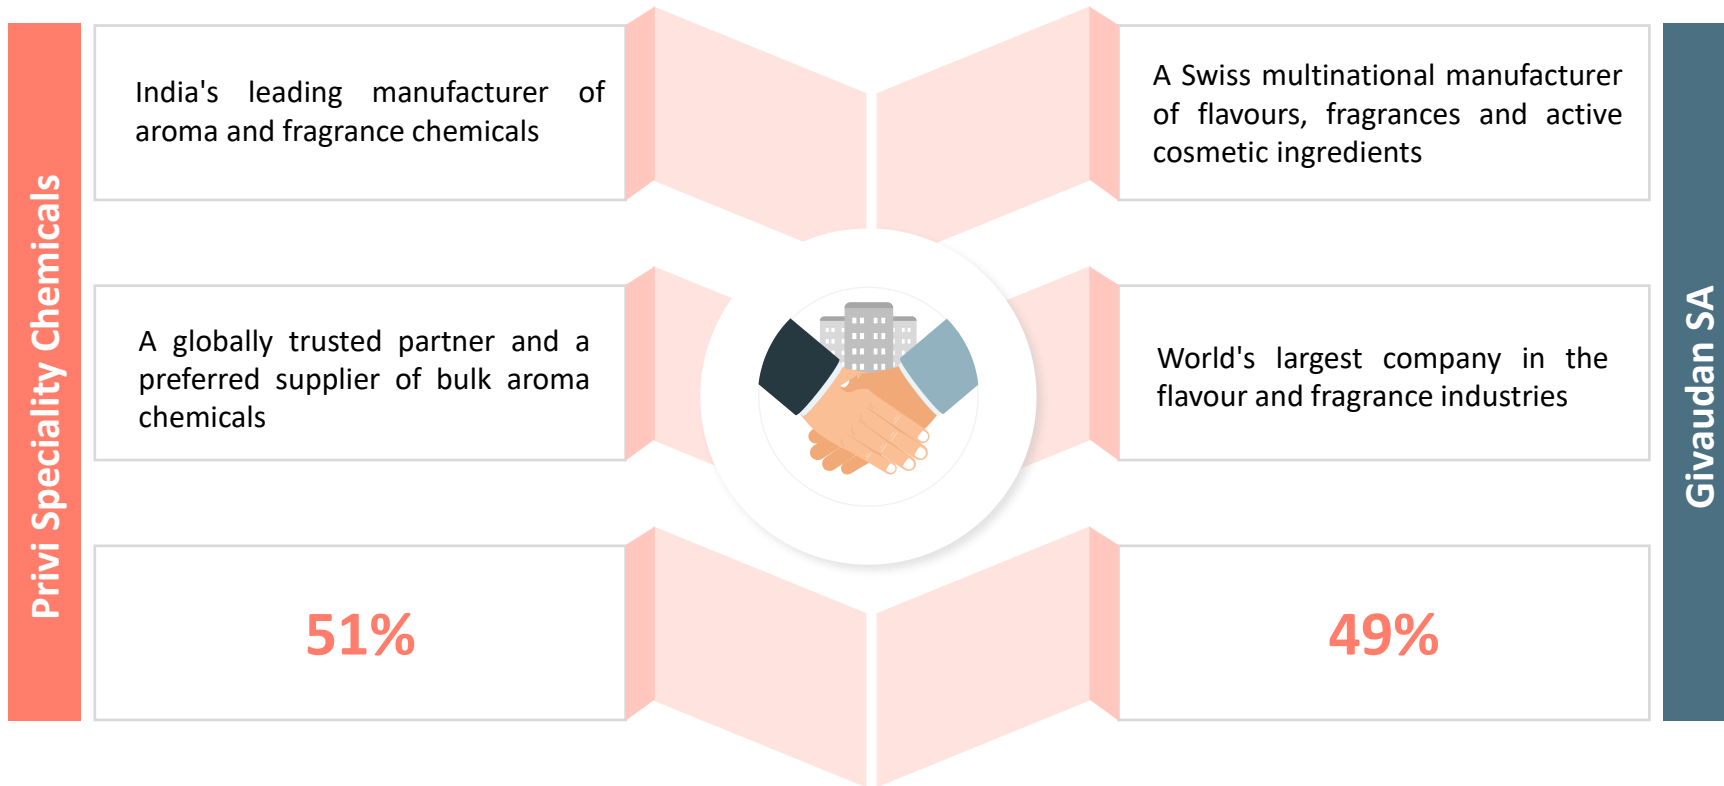 Privi Speciality Chemicals
India's leading manufacturer of
aroma and fragrance chemicals
A globally trusted partner and a
preferred supplier of bulk aroma
chemicals
51%
A Swiss multinational manufacturer
of flavours, fragrances and active
cosmetic ingredients
World's largest company in the
flavour and fragrance industries
49%
Givaudan SA